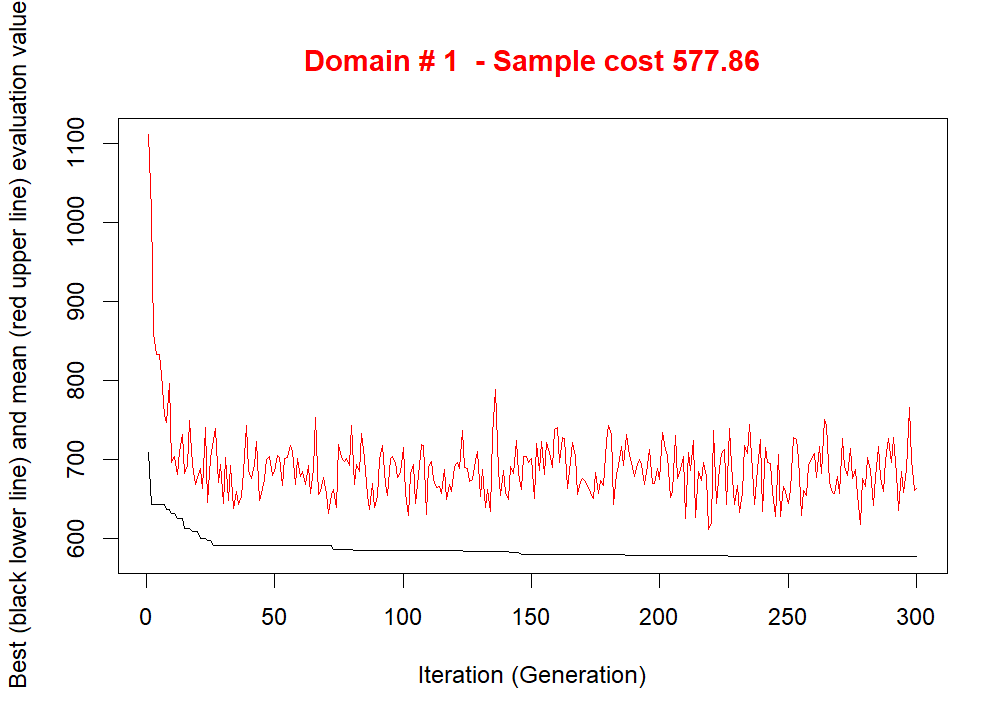 Domain # 1  - Sample cost 577.86
Best (black lower line) and mean (red upper line) evaluation value
1100
1000
900
800
700
600
0 50 100 150 200 250 300
Iteration (Generation)